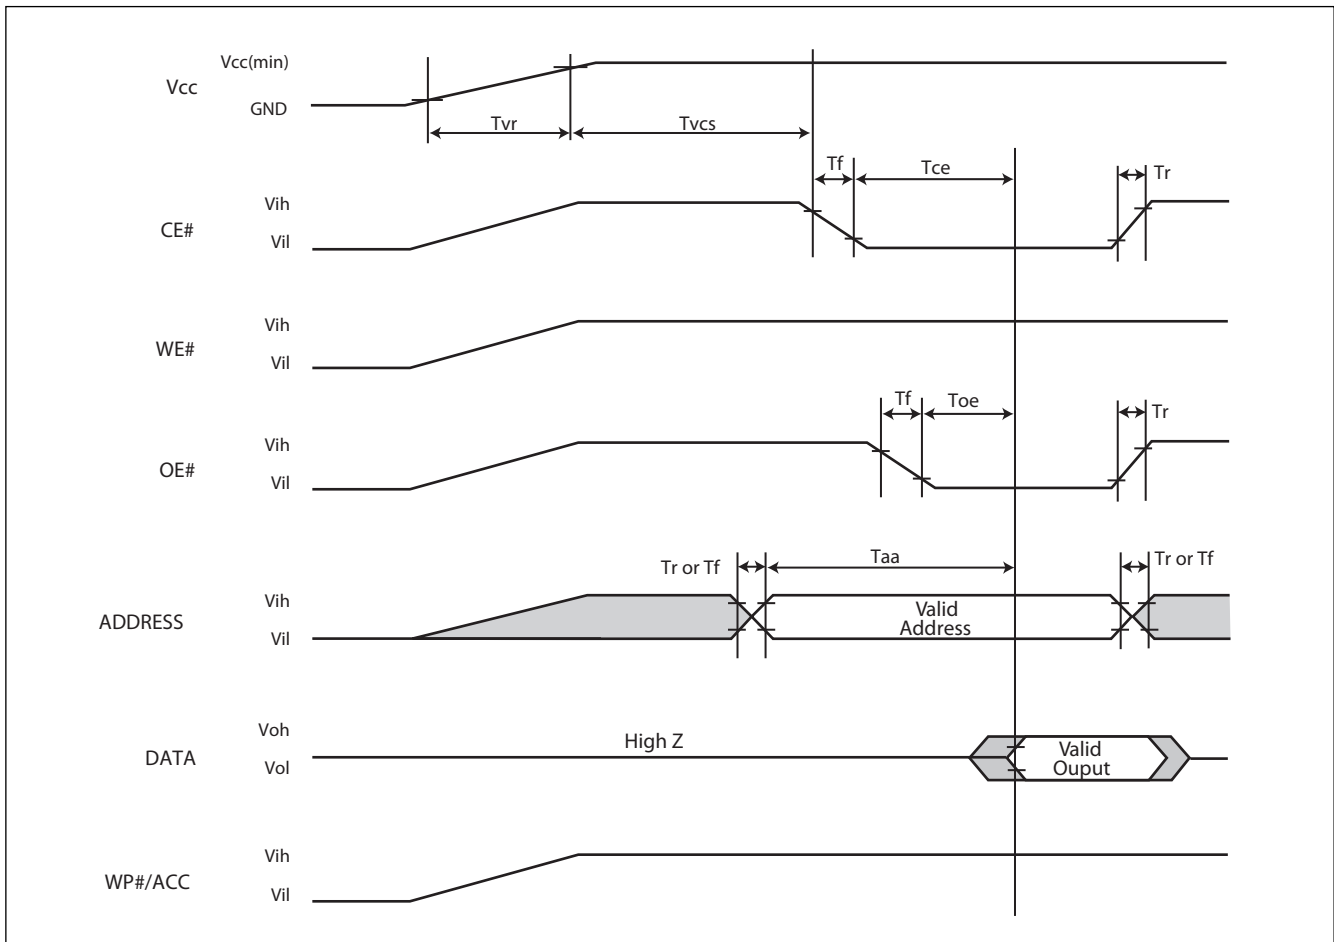 Vcc(min)
Vcc
GND
Tvr
Tvcs
Tf
Tce
Tr
Vih
CE#
Vil
Vih
WE#
Vil
Tf
Toe
Tr
Vih
OE#
Vil
Tr or Tf
Taa
Tr or Tf
Vih
ADDRESS
Vil
Valid
Address
Voh
DATA
Vol
High Z
Valid
Ouput
Vih
WP#/ACC
Vil